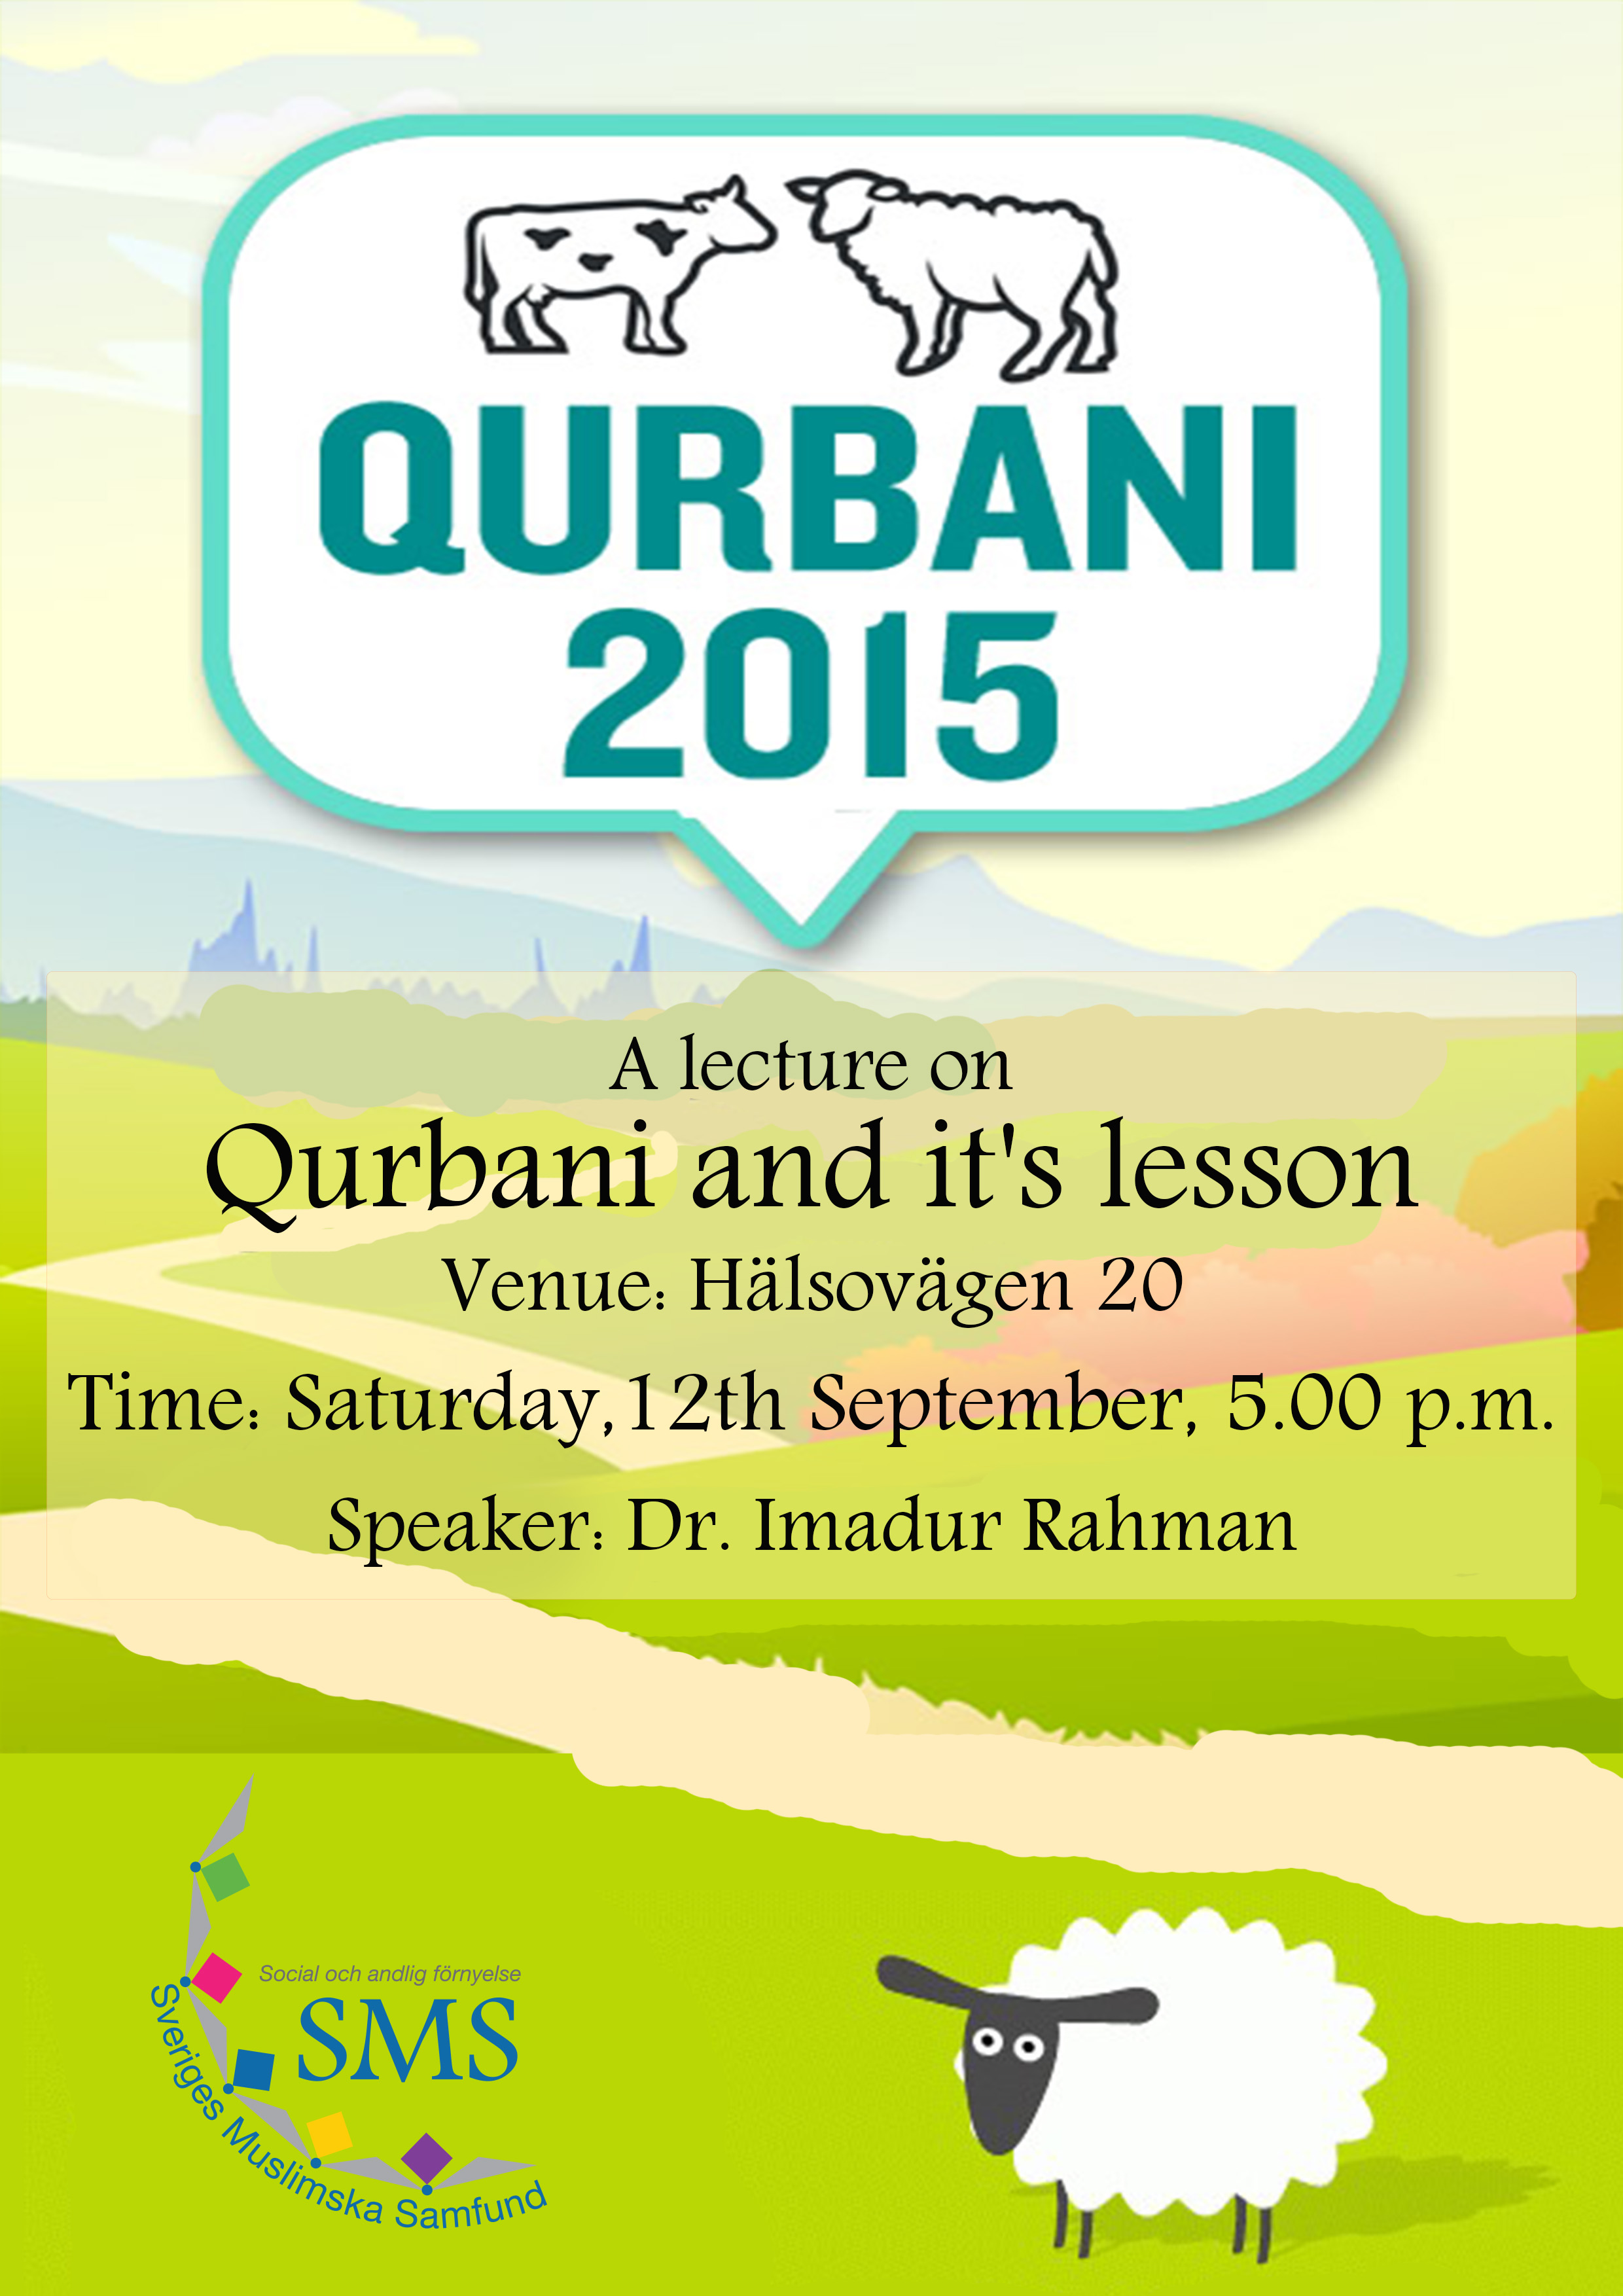 QURBANI
2015
A lecture on
Qurbani and it's lesson
Venue: Hälsovägen 20
Time: Saturday,12th September, 5.00 p.m.
Speaker: Dr. Imadur Rahman
Social och andlig förnyelse
SMS
Sveriges Muslimska Samfund